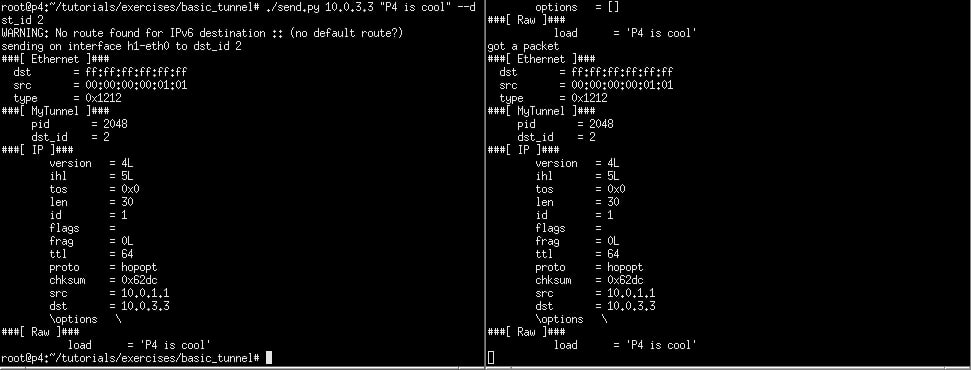 root@p4:~/tutorials/exercises/basic_tunnel# ./send.py 10.0.3.3 "P4 is cool" --d
st_id 2
WARNING: No route found for IPv6 destination :: (no default route?)
sending on interface h1-eth0 to dst_id 2
###[ Ethernet ]###
dst = ff:ff:ff:ff:ff:ff
src = 00:00:00:00:01:01
type = 0x1212
###[ MyTunnel ]###
pid = 2048
dst_id = 2
###[ IP ]###
version = 4L
ihl = 5L
tos = 0x0
len = 30
id = 1
flags =
frag = 0L
ttl = 64
proto = hopopt
chksum = 0x62dc
src = 10.0.1.1
dst = 10.0.3.3
\options \
###[ Raw ]###
load = 'P4 is cool'
root@p4:~/tutorials/exercises/basic_tunnel#
options = []
###[ Raw ]###
load = 'P4 is cool'
got a packet
###[ Ethernet ]###
dst = ff:ff:ff:ff:ff:ff
src = 00:00:00:00:01:01
type = 0x1212
###[ MyTunnel ]###
pid = 2048
dst_id = 2
###[ IP ]###
version = 4L
ihl = 5L
tos = 0x0
len = 30
id = 1
flags =
frag = 0L
ttl = 64
proto = hopopt
chksum = 0x62dc
src = 10.0.1.1
dst = 10.0.3.3
\options \
###[ Raw ]###
load = 'P4 is cool'